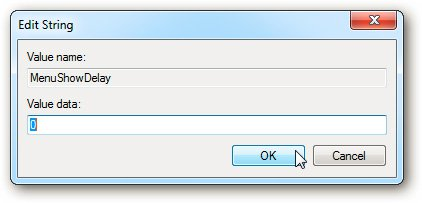 Edit String
Value name:
MenuShowDelay
Value data:
0
OK
Cancel